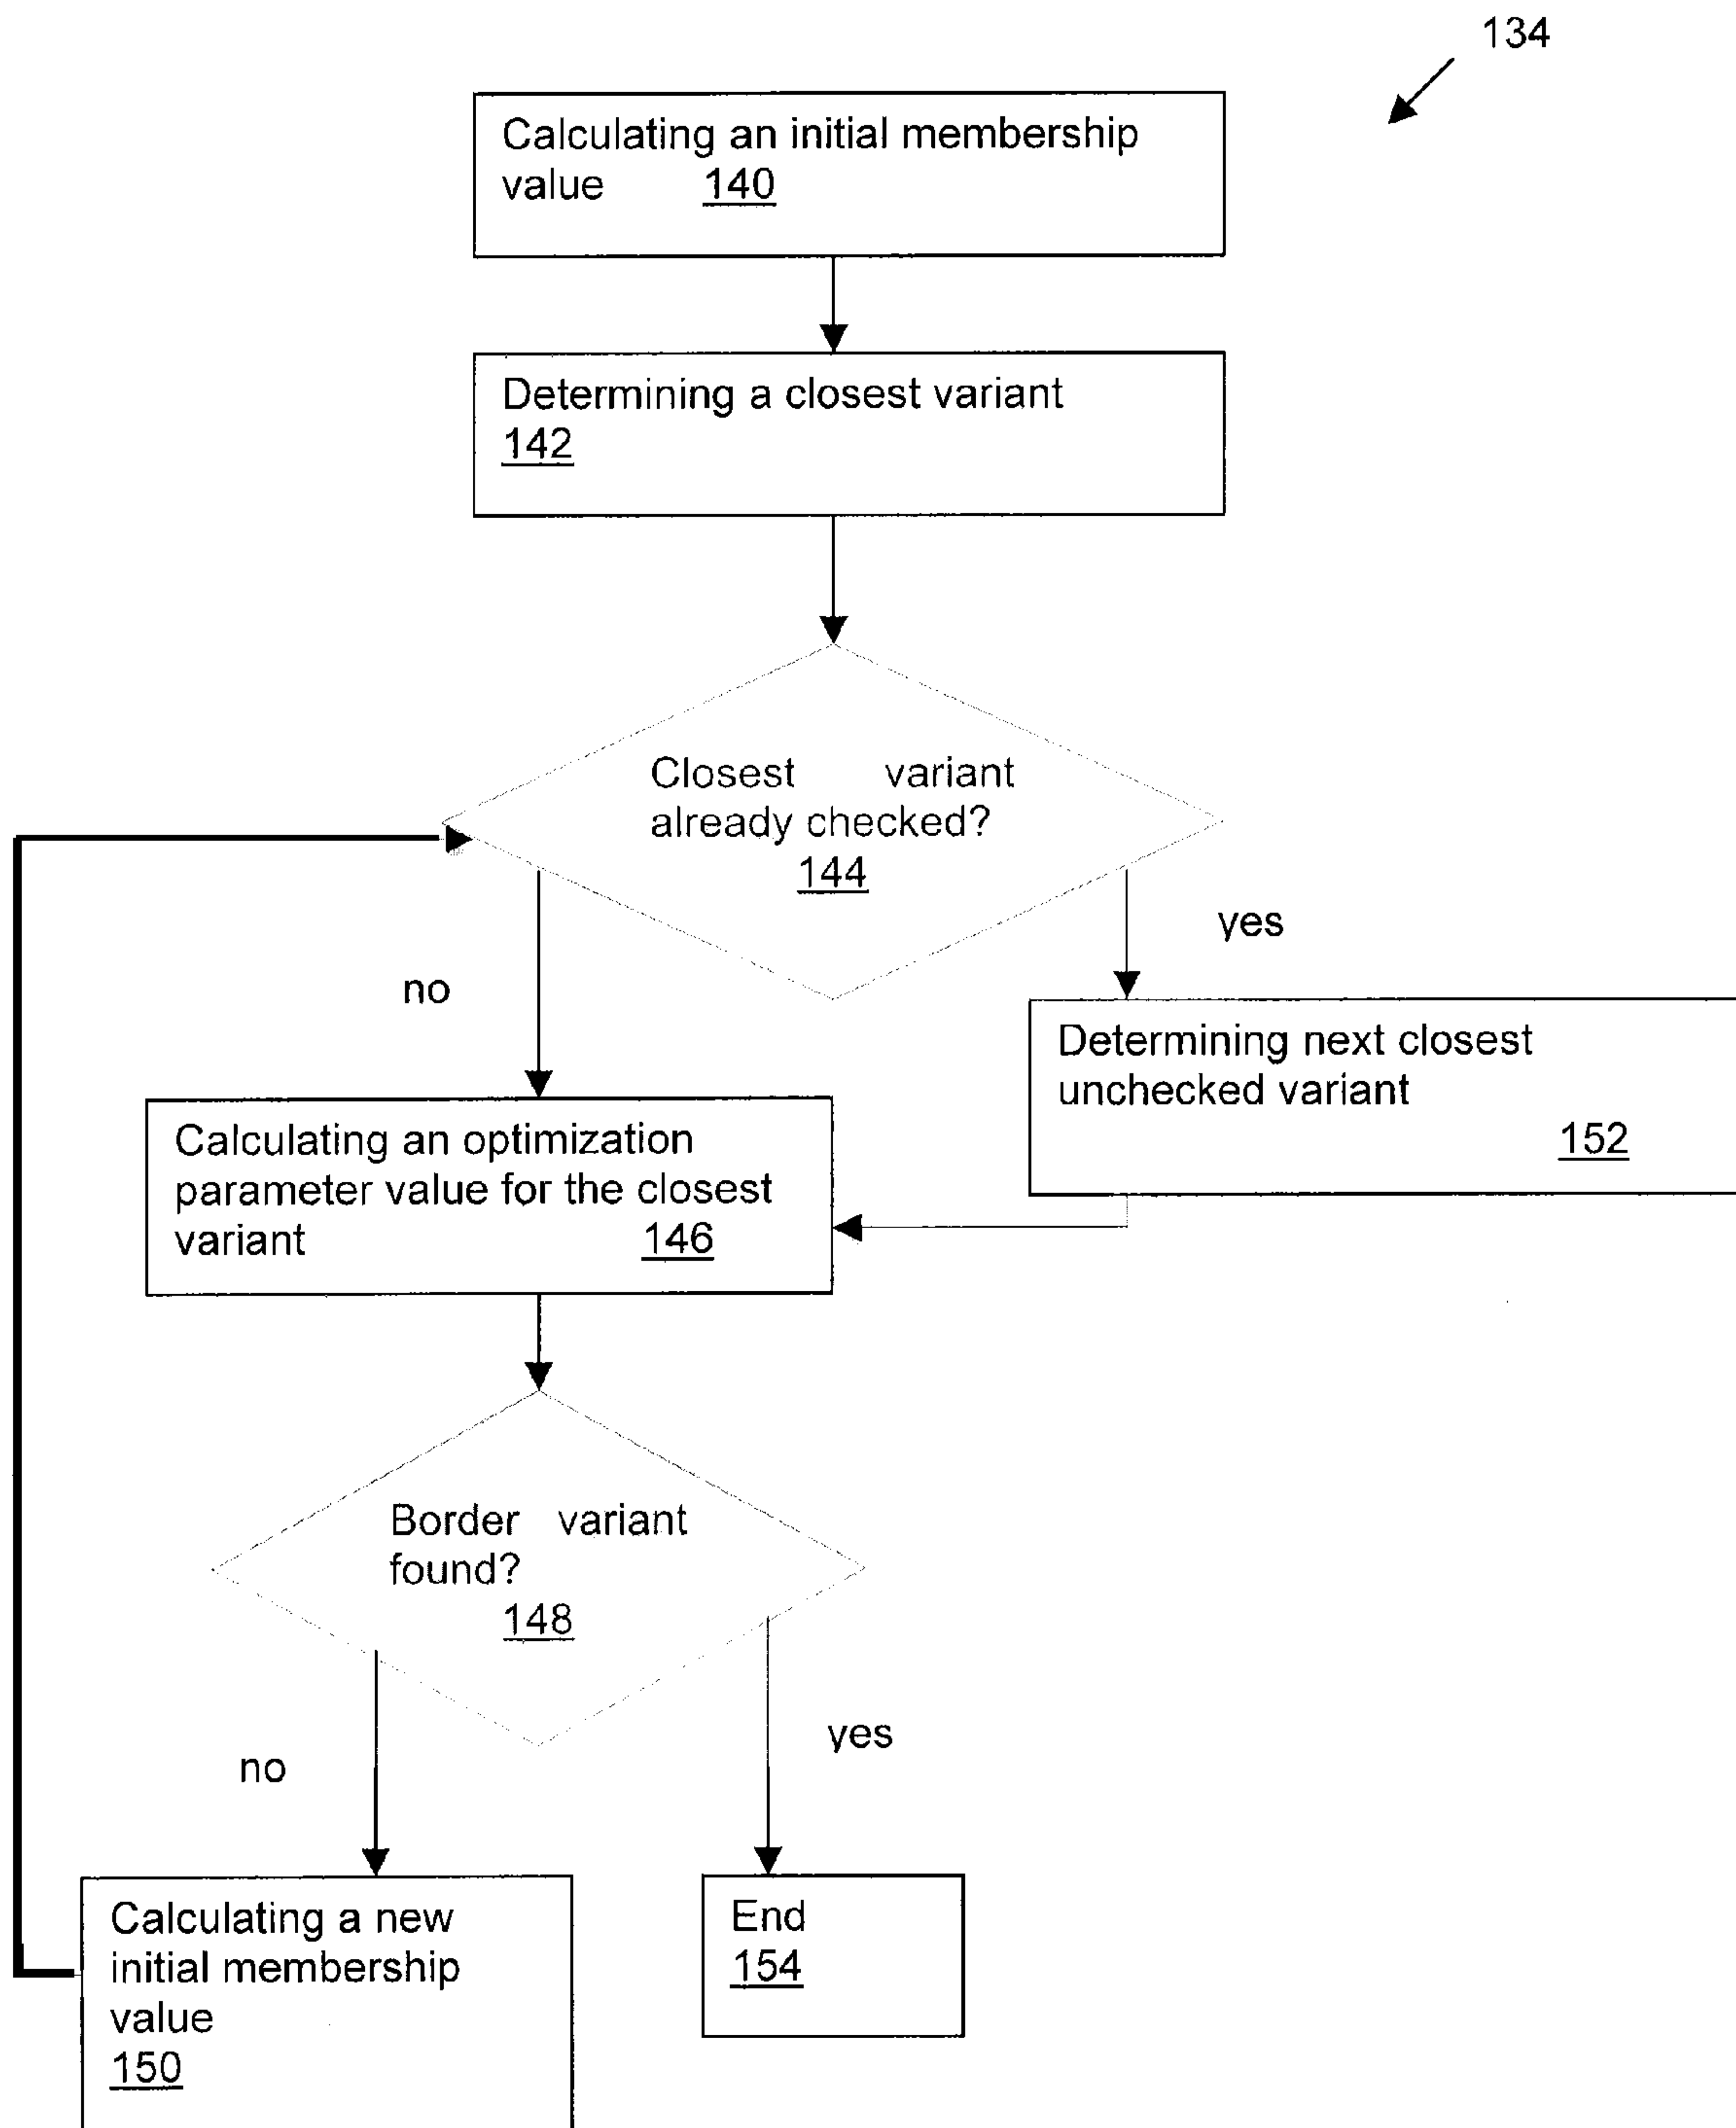 134
Calculating an initial membership
value 140
Determining a closest variant
142
Closest variant
already checked?
144
yes
no
Determining next closest
unchecked variant
152
Calculating an optimization
parameter value for the closest
variant 146
Border variant
found?
148
yes
no
Calculating a new
initial membership
value
150
End
154